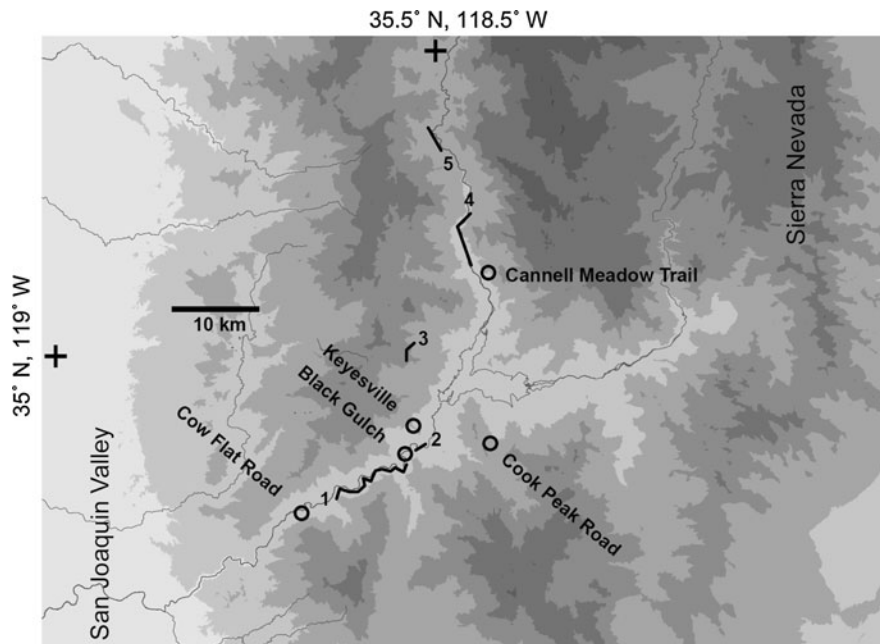 35.5° N, 118.5° W
Sierra Nevada
5
4
Cannell Meadow Trail
10 km
35° N, 119° W
3
Keyesville
Black Gulch
2
Cow Flat Road
1
Cook Peak Road
San Joaquin Valley